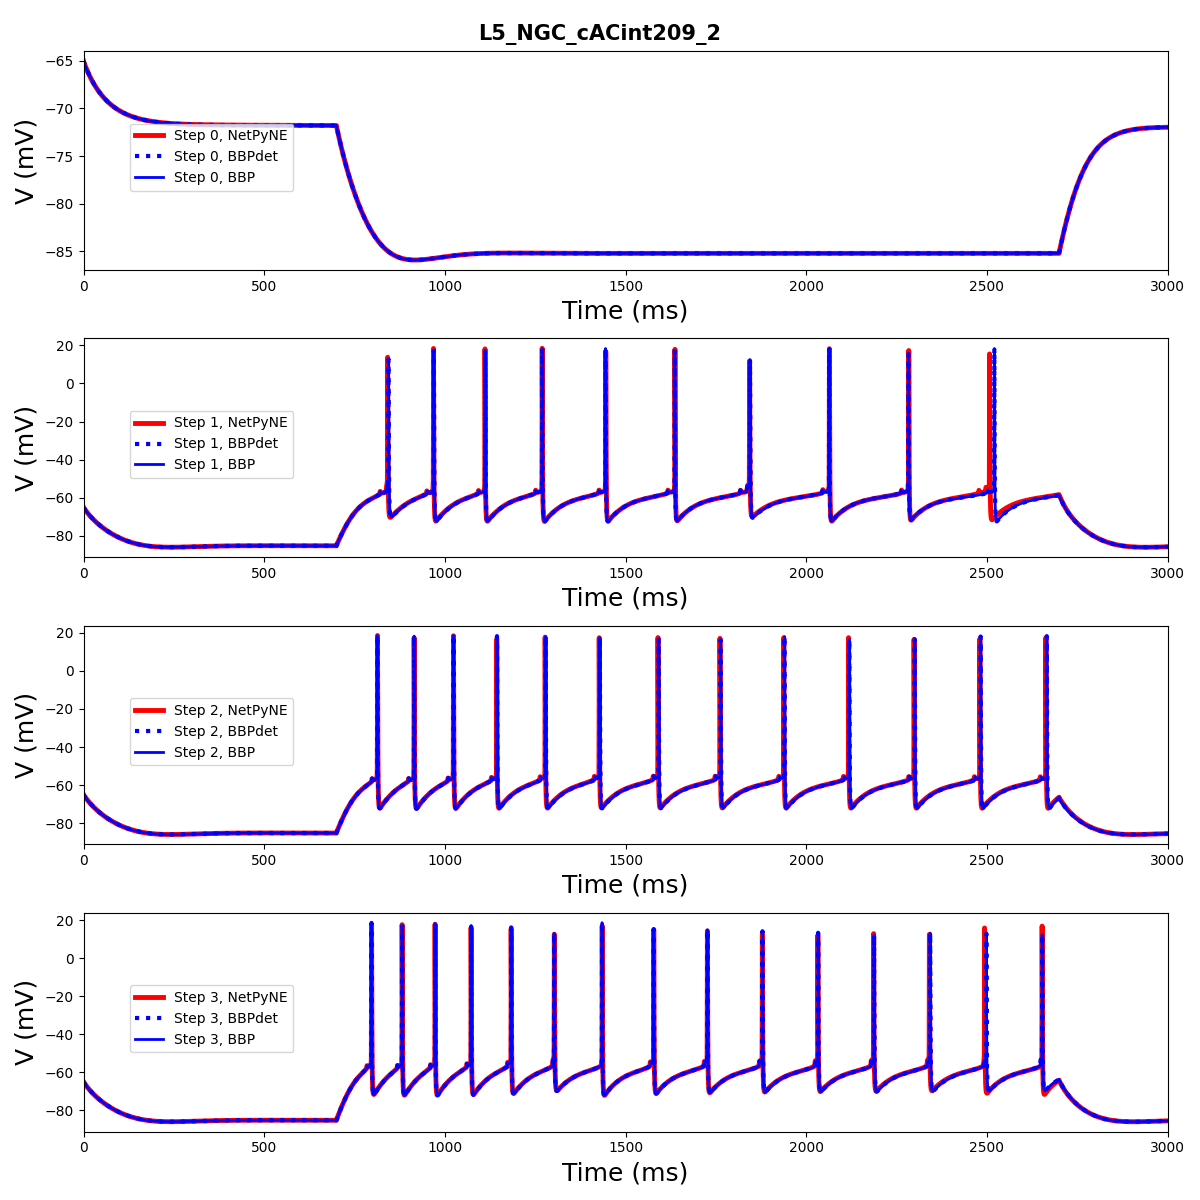 L5_NGC_cACint209_2
−65
−70
−75
−80
−85
V (mV)
Step 0, NetPyNE
Step 0, BBPdet
Step 0, BBP
0 500 1000 1500 2000 2500 3000
Time (ms)
20
0
−20
−40
−60
−80
V (mV)
Step 1, NetPyNE
Step 1, BBPdet
Step 1, BBP
0 500 1000 1500 2000 2500 3000
Time (ms)
20
0
−20
−40
−60
−80
V (mV)
Step 2, NetPyNE
Step 2, BBPdet
Step 2, BBP
0 500 1000 1500 2000 2500 3000
Time (ms)
20
0
−20
−40
−60
−80
V (mV)
Step 3, NetPyNE
Step 3, BBPdet
Step 3, BBP
0 500 1000 1500 2000 2500 3000
Time (ms)